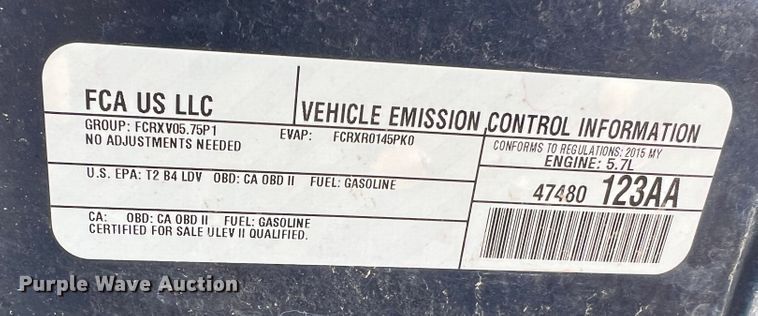 FCA US LLC
VEHICLE EMISSION CONTROL INFORMATION
GROUP: FCRXV05.75P1
EVAP: FCRXR0145PK0
NO ADJUSTMENTS NEEDED
CONFORMS TO REGULATIONS: 2015 MY
ENGINE: 5.7L
U.S. EPA: T2 B4 LDV OBD: CA OBD II FUEL: GASOLINE
47480 123AA
CA: OBD: CA OBD II FUEL: GASOLINE
CERTIFIED FOR SALE ULEV II QUALIFIED.
Purple Wave Auction